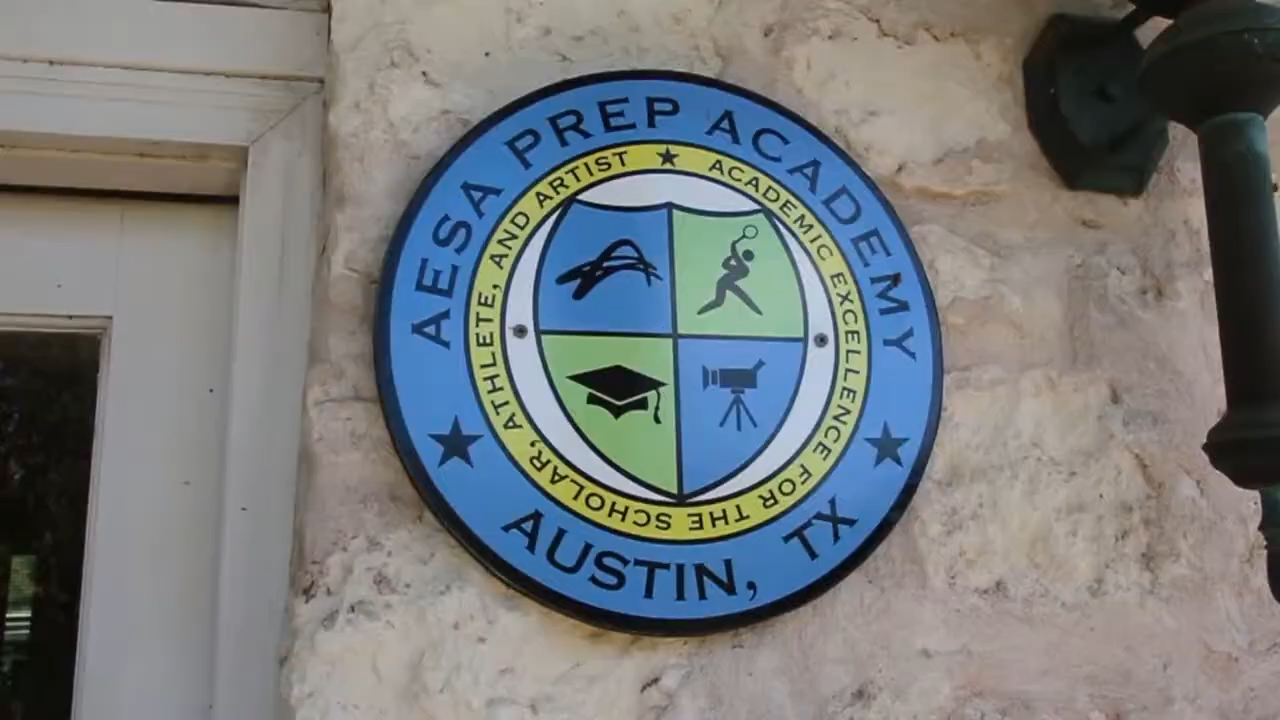 AESA PREP ACADEMY
ACADEMIC EXCELLENCE FOR THE SCHOLAR, ATHLETE, AND ARTIST
AUSTIN, TX